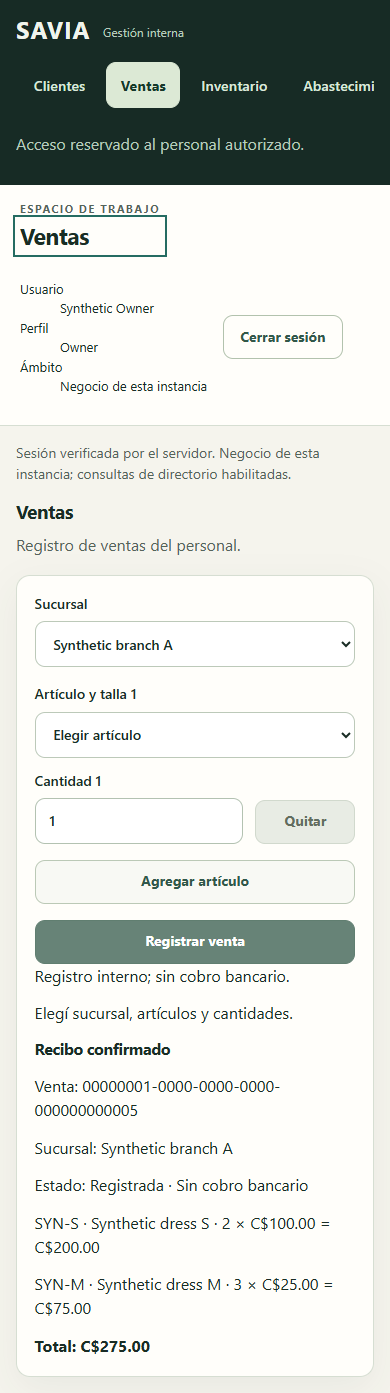 SAVIA Gestión interna
Clientes Ventas Inventario Abastecimi
Acceso reservado al personal autorizado.
ESPACIO DE TRABAJO
Ventas
Usuario
Synthetic Owner
Perfil
Owner
Ámbito
Negocio de esta instancia
Cerrar sesión
Sesión verificada por el servidor. Negocio de esta
instancia; consultas de directorio habilitadas.
Ventas
Registro de ventas del personal.
Sucursal
Synthetic branch A
Artículo y talla 1
Elegir artículo
Cantidad 1
1 Quitar
Agregar artículo
Registrar venta
Registro interno; sin cobro bancario.
Elegí sucursal, artículos y cantidades.
Recibo confirmado
Venta: 00000001-0000-0000-0000-
000000000005
Sucursal: Synthetic branch A
Estado: Registrada · Sin cobro bancario
SYN-S · Synthetic dress S · 2 × C$100.00 =
C$200.00
SYN-M · Synthetic dress M · 3 × C$25.00 =
C$75.00
Total: C$275.00